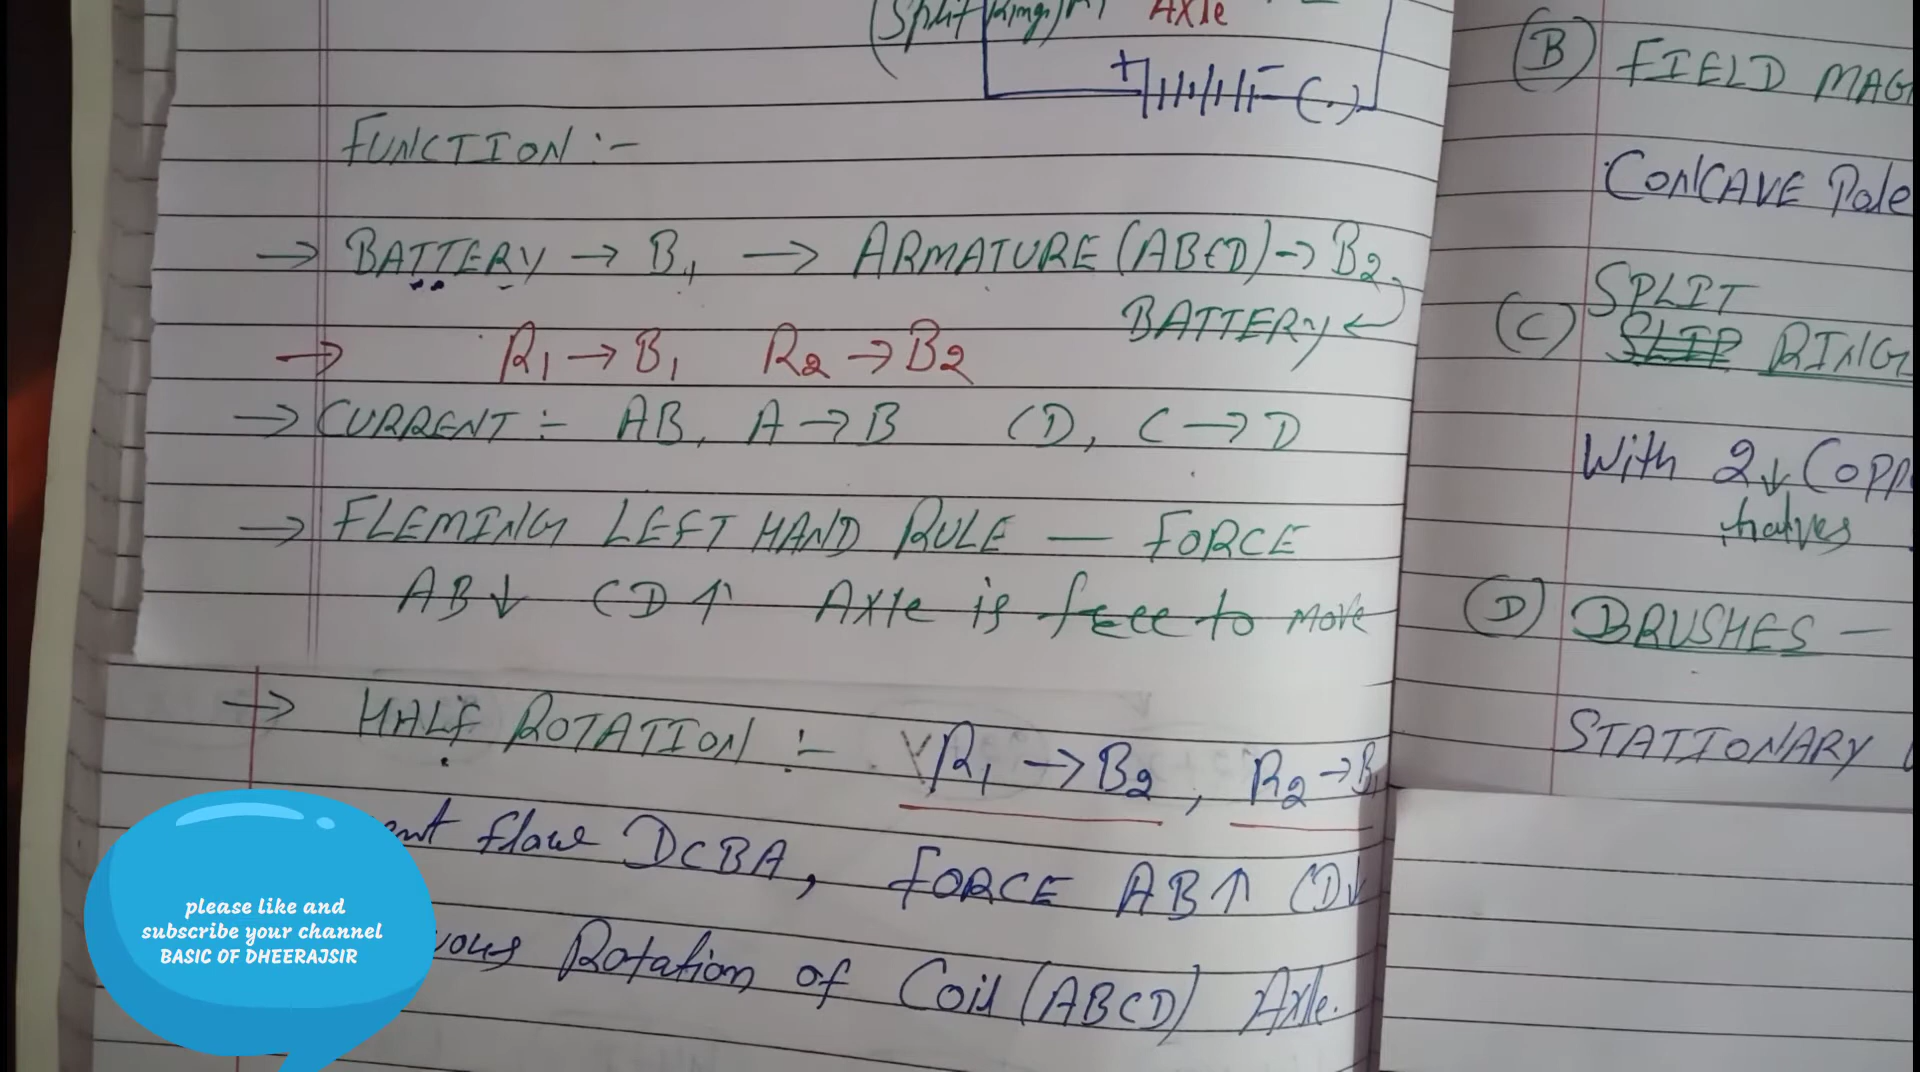 (Split Rings) Axle
+ - (.)
FUNCTION :-
→ BATTERY → B1 → ARMATURE (ABCD) → B2
BATTERY ↵
→ R1 → B1 R2 → B2
→ CURRENT :- AB, A → B CD, C → D
→ FLEMING LEFT HAND RULE — FORCE
AB↓ CD↑ Axle is free to move
→ HALF ROTATION :- R1 → B2, R2 → B1
flow DCBA, FORCE AB↑ CD↓
Rotation of Coil (ABCD) Axle.
(B) FIELD MAG
CONCAVE Pole
SPLIT
(C) SLIP RING
With 2↓ COPP
halves
(D) BRUSHES —
STATIONARY
please like and
subscribe your channel
BASIC OF DHEERAJSIR